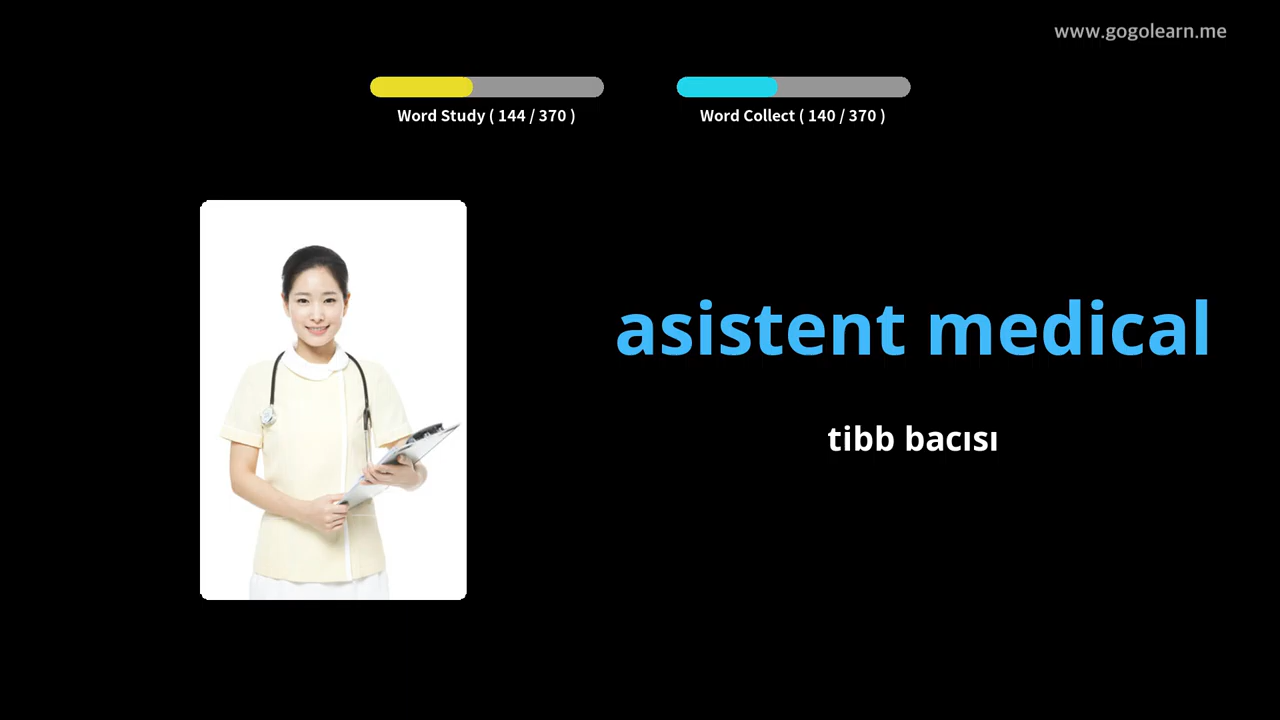 www.gogolearn.me
Word Study ( 144 / 370 )
Word Collect ( 140 / 370 )
asistent medical
tibb bacısı